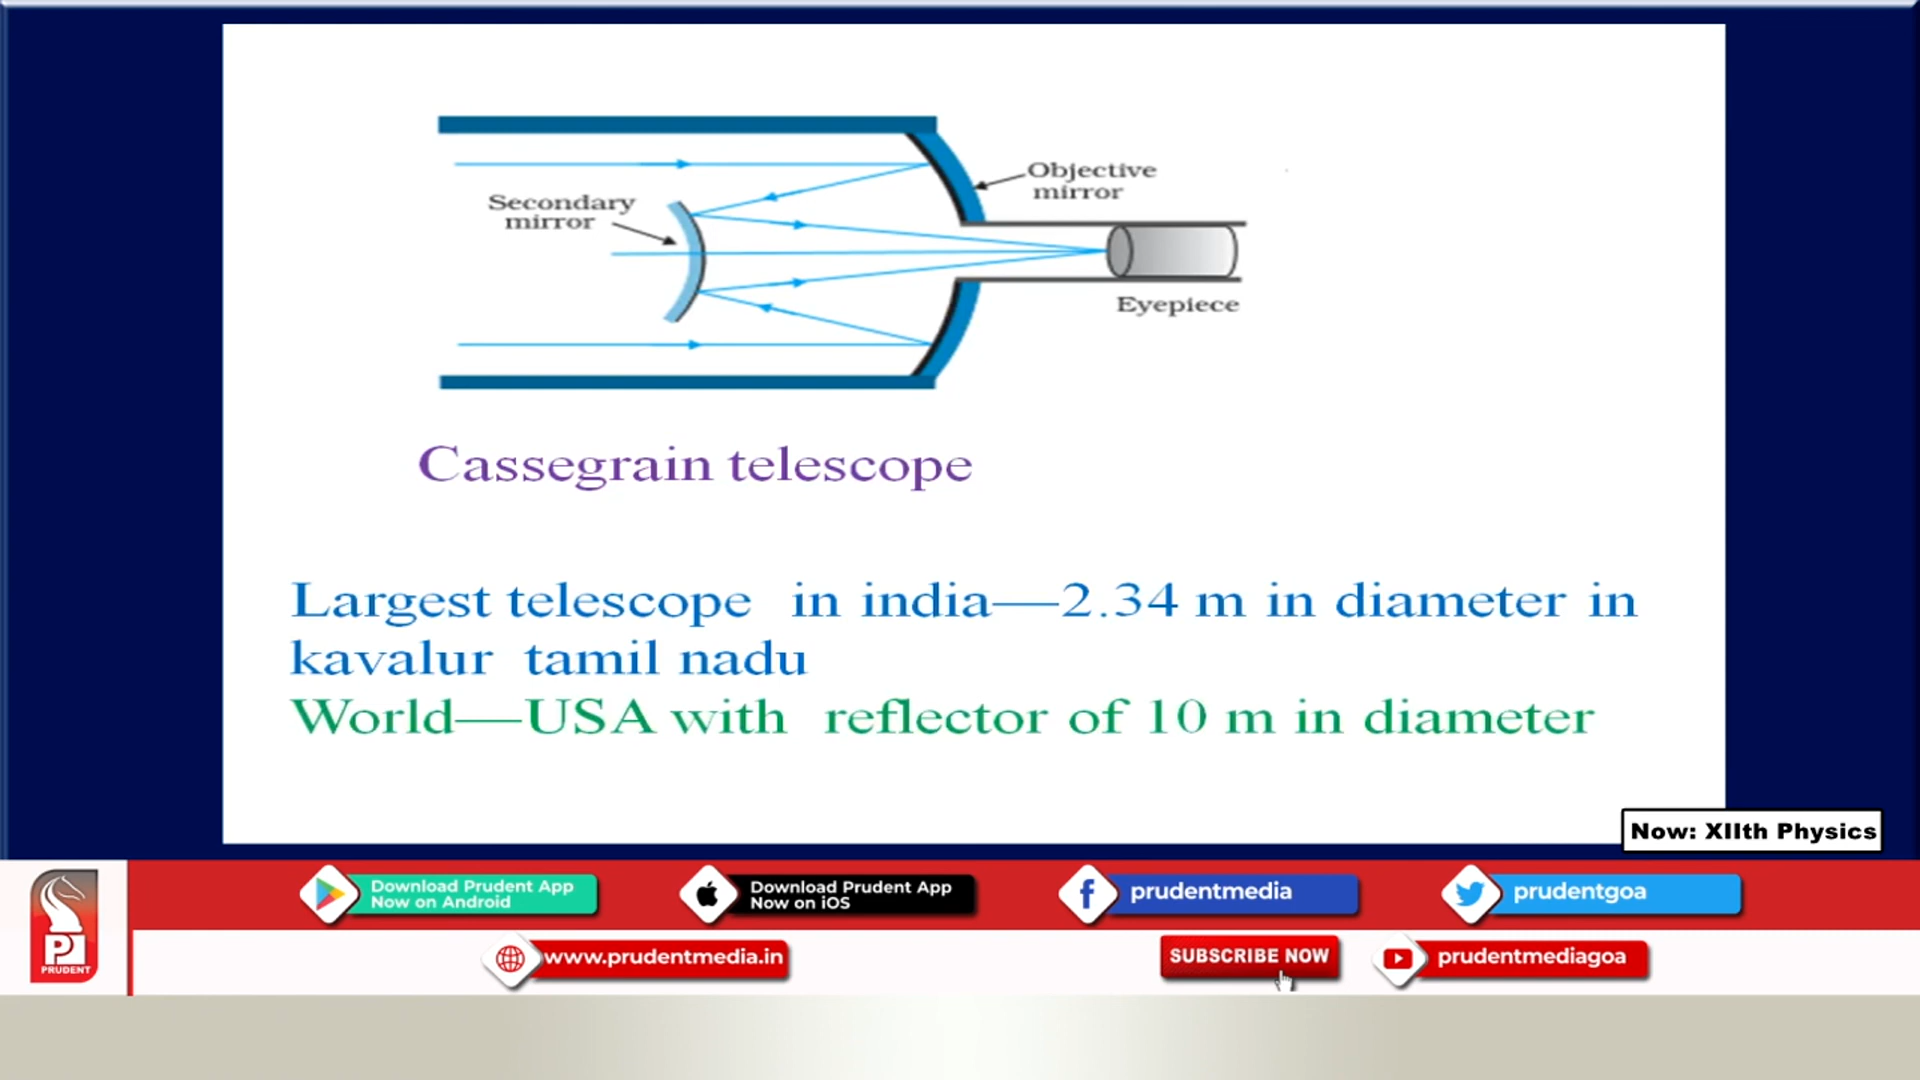 Objective
mirror
Secondary
mirror
Eyepiece
Cassegrain telescope
Largest telescope in india—2.34 m in diameter in
kavalur tamil nadu
World—USA with reflector of 10 m in diameter
Now: XIIth Physics
Download Prudent App
Now on Android
Download Prudent App
Now on iOS
prudentmedia
prudentgoa
PRUDENT
www.prudentmedia.in
SUBSCRIBE NOW
prudentmediagoa